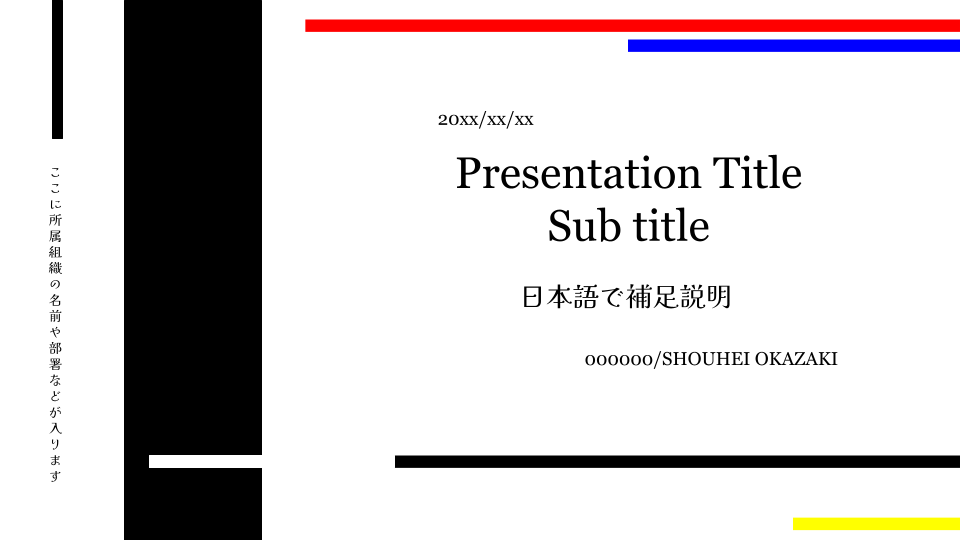 20xx/xx/xx
Presentation Title
Sub title
日本語で補足説明
000000/SHOUHEI OKAZAKI
ここに所属組織の名前や部署などが入ります